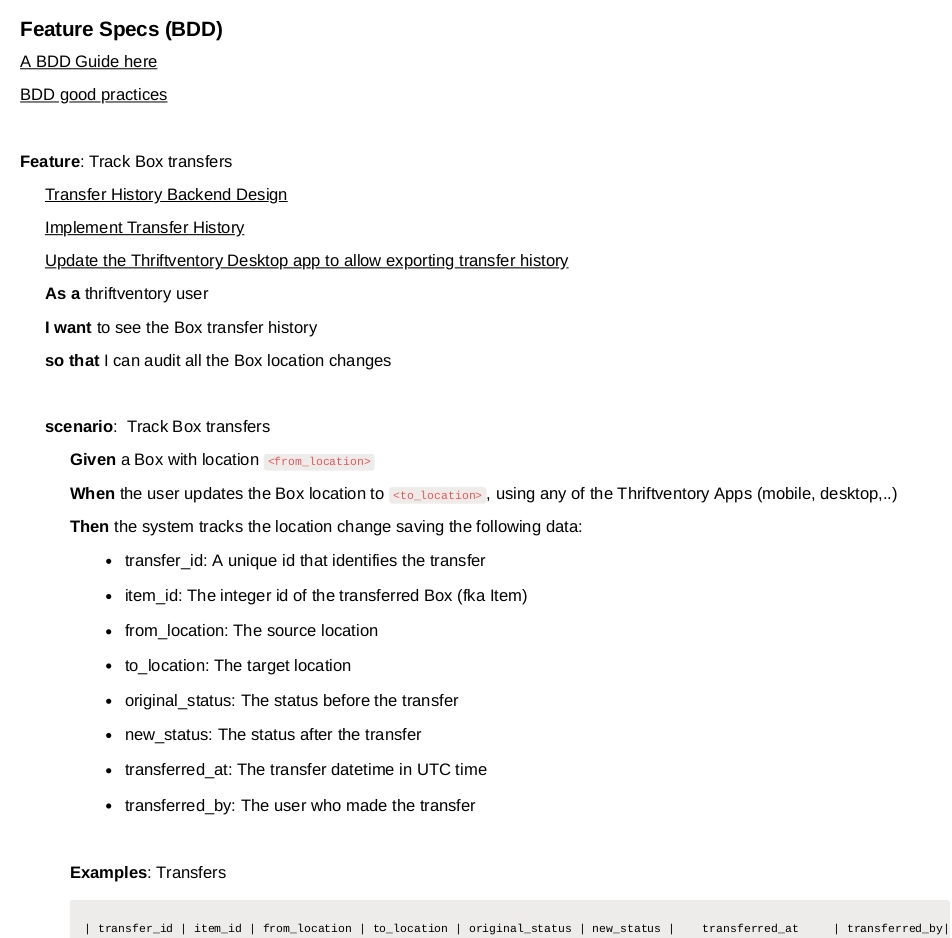 Feature Specs (BDD)
A BDD Guide here
BDD good practices
Feature: Track Box transfers
Transfer History Backend Design
Implement Transfer History
Update the Thriftventory Desktop app to allow exporting transfer history
As a thriftventory user
I want to see the Box transfer history
so that I can audit all the Box location changes
scenario:  Track Box transfers
Given a Box with location <from_location>
When the user updates the Box location to <to_location>, using any of the Thriftventory Apps (mobile, desktop,..)
Then the system tracks the location change saving the following data:
• transfer_id: A unique id that identifies the transfer
• item_id: The integer id of the transferred Box (fka Item)
• from_location: The source location
• to_location: The target location
• original_status: The status before the transfer
• new_status: The status after the transfer
• transferred_at: The transfer datetime in UTC time
• transferred_by: The user who made the transfer
Examples: Transfers
| transfer_id | item_id | from_location | to_location | original_status | new_status |    transferred_at     | transferred_by|